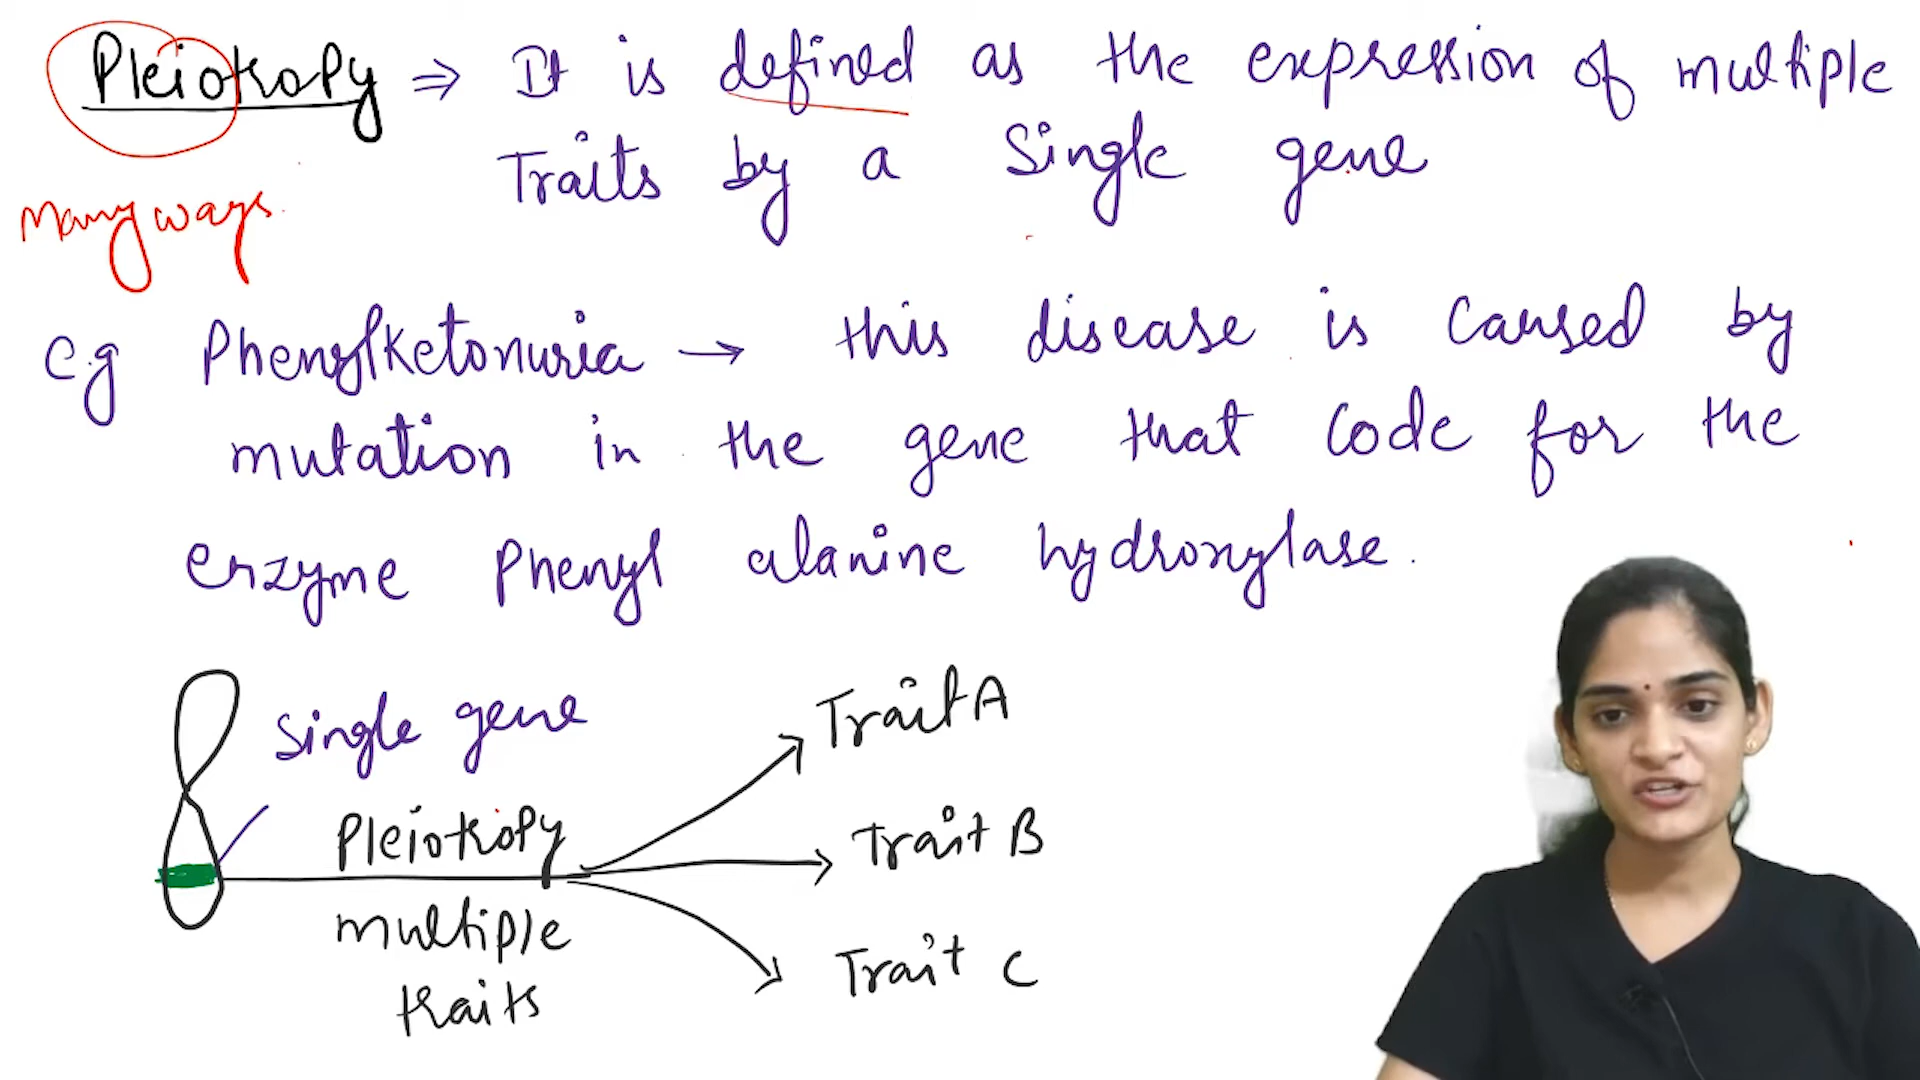 Pleiotropy ⇒ It is defined as the expression of multiple
Traits by a Single gene
Many ways.
e.g Phenylketonuria → this disease is caused by
mutation in the gene that code for the
enzyme Phenyl alanine hydroxylase.
Single gene
Pleiotropy
multiple
traits
Trait A
Trait B
Trait C